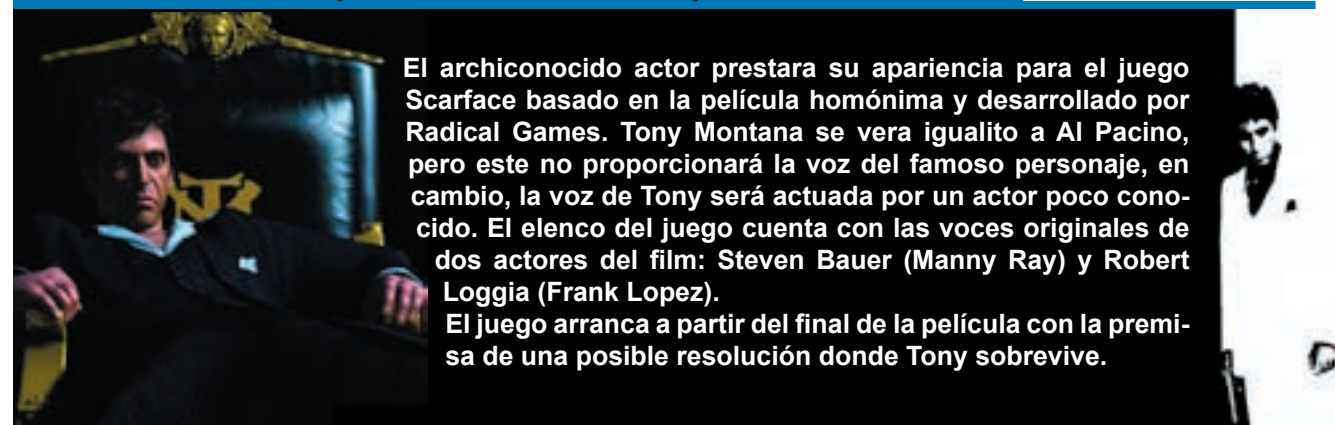 El archiconocido actor prestara su apariencia para el juego
Scarface basado en la película homónima y desarrollado por
Radical Games. Tony Montana se vera igualito a Al Pacino,
pero este no proporcionará la voz del famoso personaje, en
cambio, la voz de Tony será actuada por un actor poco cono-
cido. El elenco del juego cuenta con las voces originales de
dos actores del film: Steven Bauer (Manny Ray) y Robert
Loggia (Frank Lopez).
El juego arranca a partir del final de la película con la premi-
sa de una posible resolución donde Tony sobrevive.